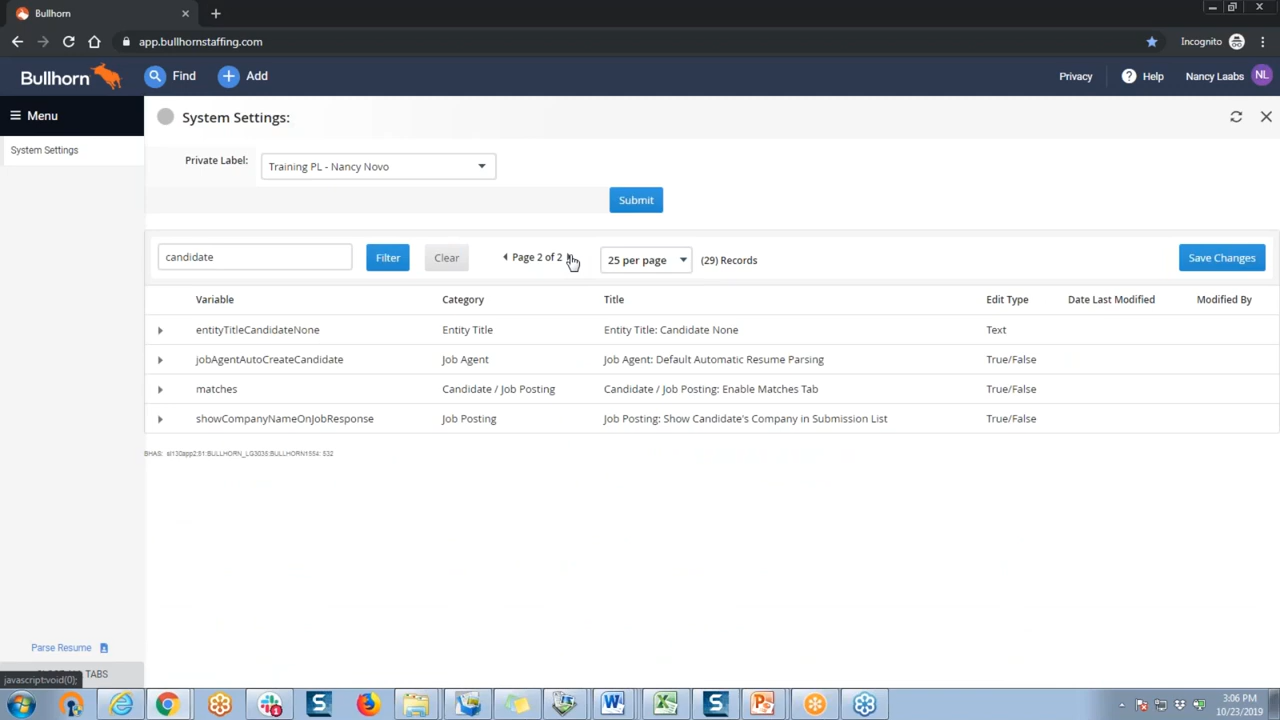 Bullhorn
app.bullhornstaffing.com
Incognito
Bullhorn
Find
Add
Privacy
Help
Nancy Laabs
NL
Menu
System Settings:
System Settings
Private Label:
Training PL - Nancy Novo
Submit
candidate
Filter
Clear
Page 2 of 2
25 per page
(29) Records
Save Changes
Variable Category Title Edit Type Date Last Modified Modified By
entityTitleCandidateNone Entity Title Entity Title: Candidate None Text
jobAgentAutoCreateCandidate Job Agent Job Agent: Default Automatic Resume Parsing True/False
matches Candidate / Job Posting Candidate / Job Posting: Enable Matches Tab True/False
showCompanyNameOnJobResponse Job Posting Job Posting: Show Candidate's Company in Submission List True/False
Parse Resume
TABS
javascript:void(0);
3:06 PM
10/23/2019